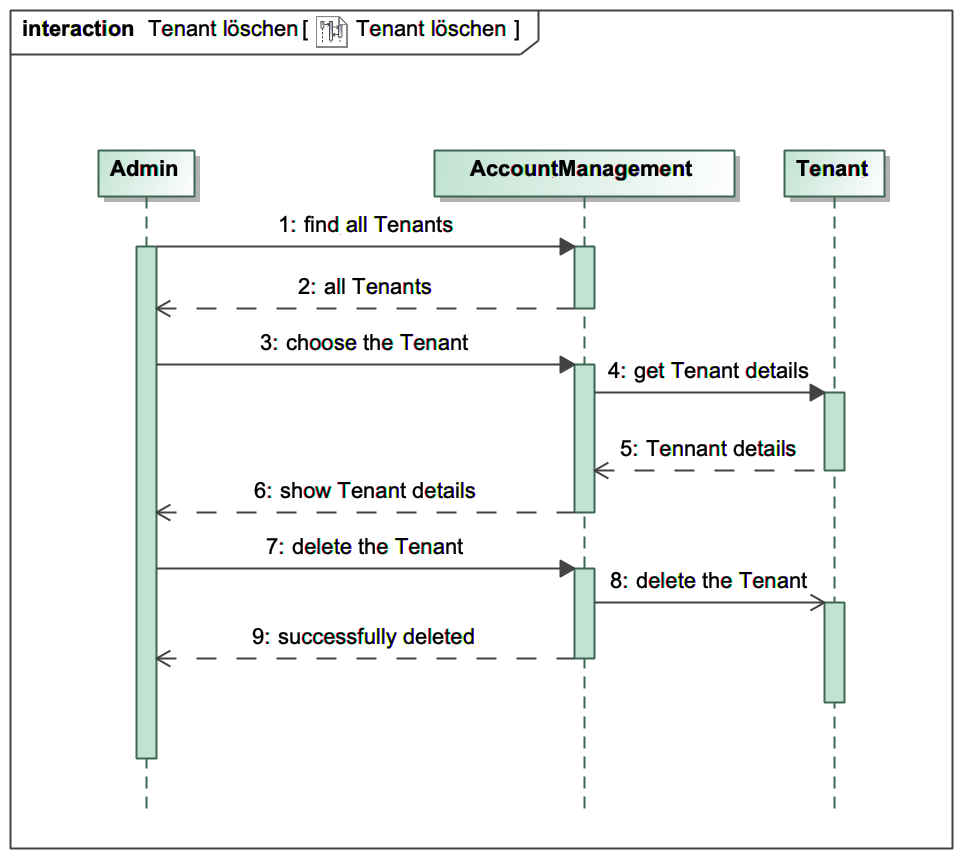 interaction Tenant löschen [ Tenant löschen ]
Admin
AccountManagement
Tenant
1: find all Tenants
2: all Tenants
3: choose the Tenant
4: get Tenant details
5: Tennant details
6: show Tenant details
7: delete the Tenant
8: delete the Tenant
9: successfully deleted